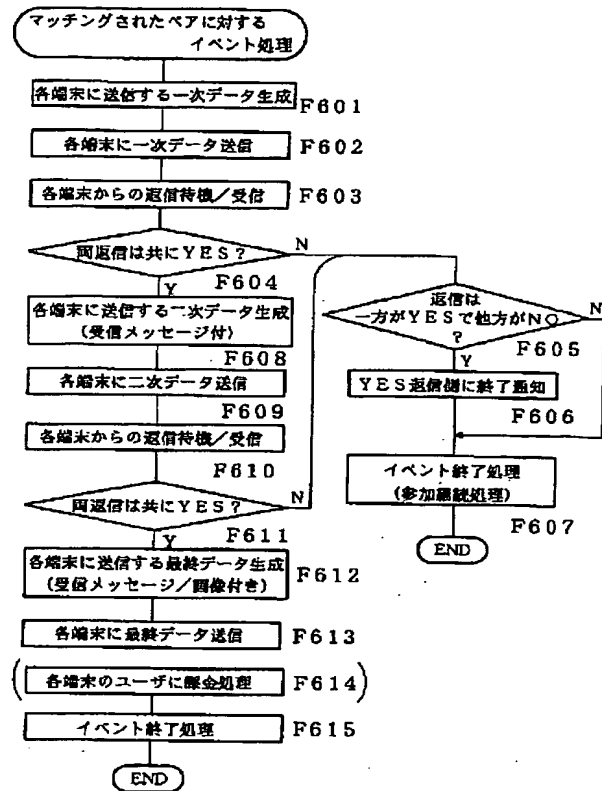 マッチングされたペアに対する
イベント処理
各端末に送信する一次データ生成
F601
各端末に一次データ送信
F602
各端末からの返信待機/受信
F603
両返信は共にYES?
N
F604
Y
各端末に送信する二次データ生成
(受信メッセージ付)
F608
各端末に二次データ送信
F609
各端末からの返信待機/受信
F610
両返信は共にYES?
N
F611
Y
各端末に送信する最終データ生成
(受信メッセージ/画像付き)
F612
各端末に最終データ送信
F613
(各端末のユーザに課金処理 F614)
イベント終了処理
F615
END
返信は
一方がYESで他方がNO
?
N
F605
Y
YES返信側に終了通知
F606
イベント終了処理
(参加継続処理)
F607
END